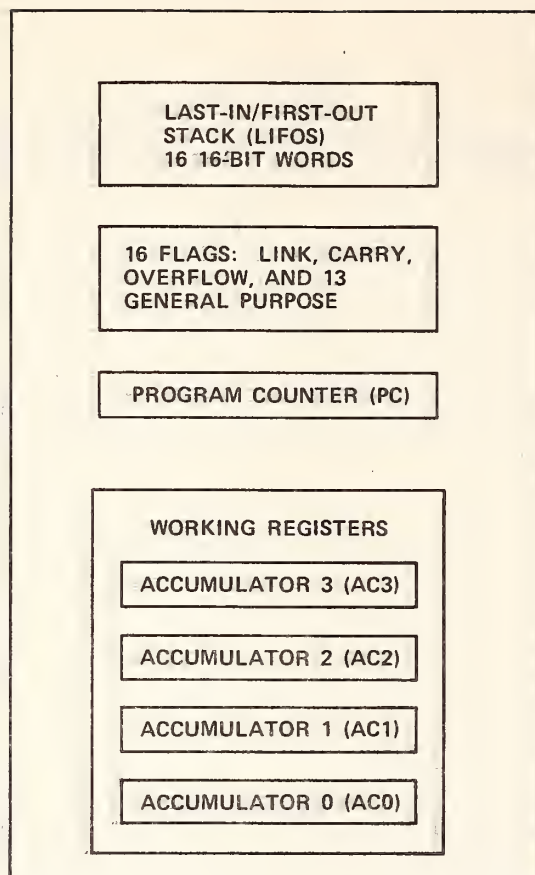 LAST-IN/FIRST-OUT
STACK (LIFOS)
16 16-BIT WORDS
16 FLAGS: LINK, CARRY,
OVERFLOW, AND 13
GENERAL PURPOSE
PROGRAM COUNTER (PC)
WORKING REGISTERS
ACCUMULATOR 3 (AC3)
ACCUMULATOR 2 (AC2)
ACCUMULATOR 1 (AC1)
ACCUMULATOR 0 (AC0)